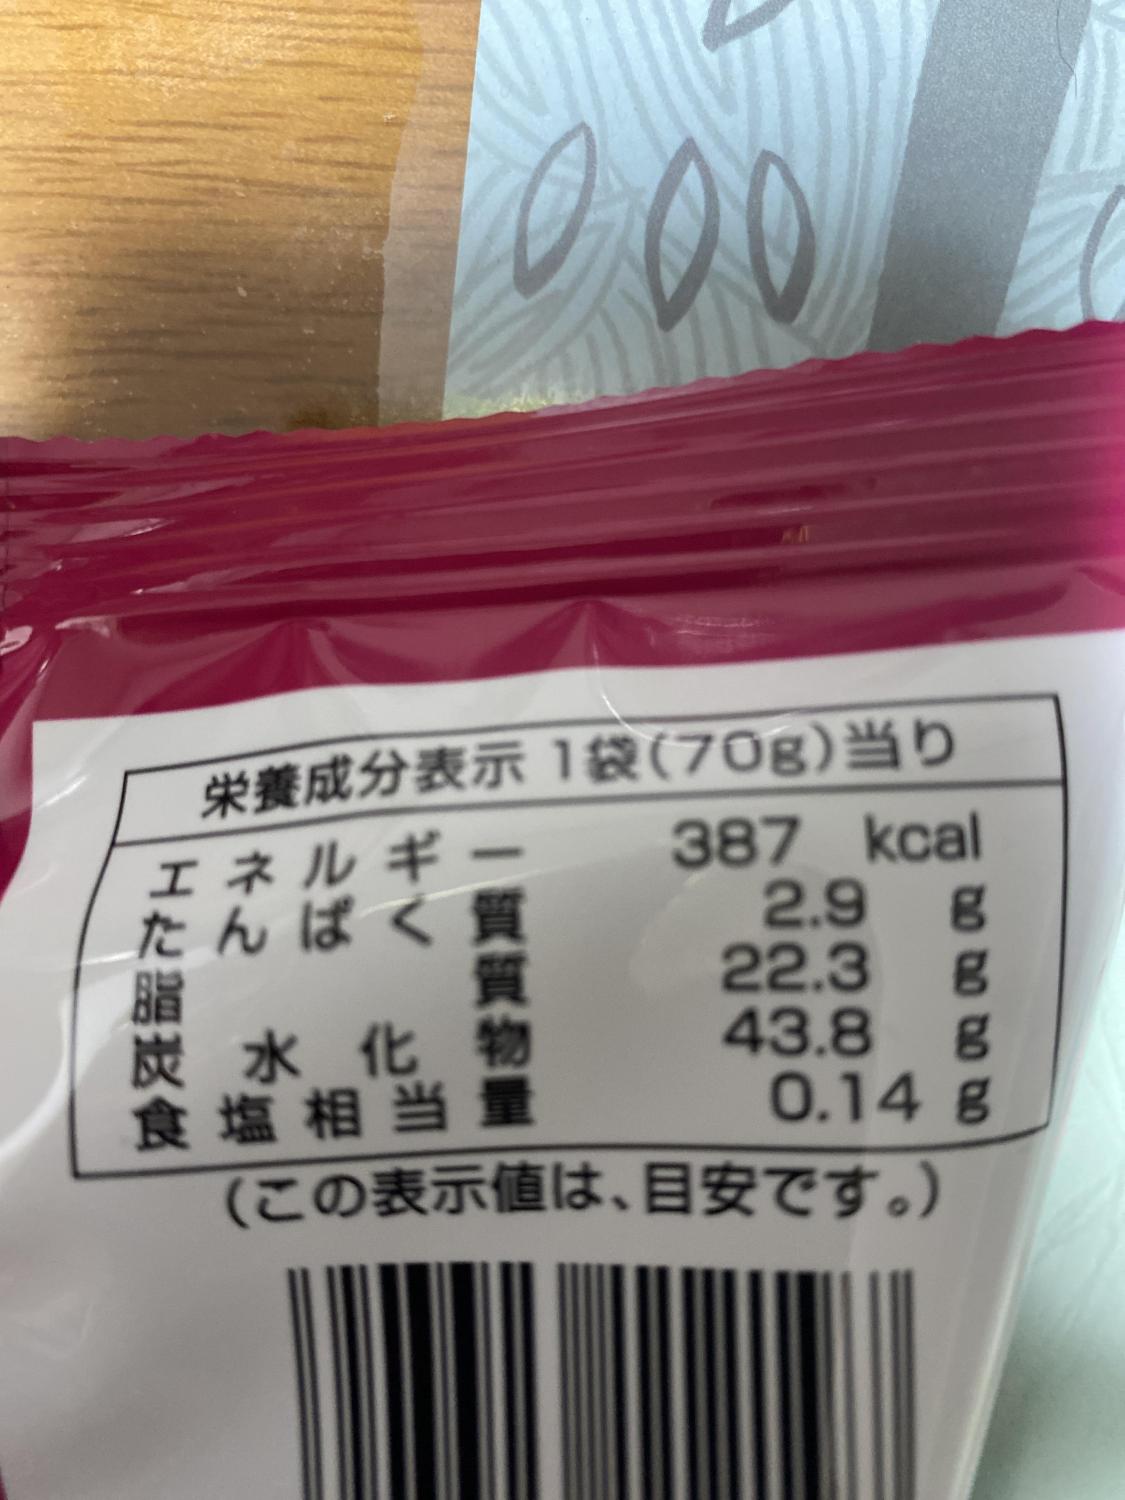 栄養成分表示 1袋(70g)当り
エネルギー 387 kcal
たんぱく質 2.9 g
脂質 22.3 g
炭水化物 43.8 g
食塩相当量 0.14 g
(この表示値は、目安です。)